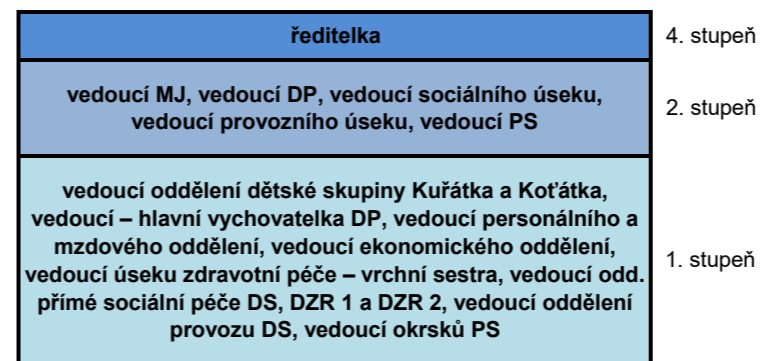 ředitelka
4. stupeň
vedoucí MJ, vedoucí DP, vedoucí sociálního úseku,
vedoucí provozního úseku, vedoucí PS
2. stupeň
vedoucí oddělení dětské skupiny Kuřátka a Koťátka,
vedoucí – hlavní vychovatelka DP, vedoucí personálního a
mzdového oddělení, vedoucí ekonomického oddělení,
vedoucí úseku zdravotní péče – vrchní sestra, vedoucí odd.
přímé sociální péče DS, DZR 1 a DZR 2, vedoucí oddělení
provozu DS, vedoucí okrsků PS
1. stupeň